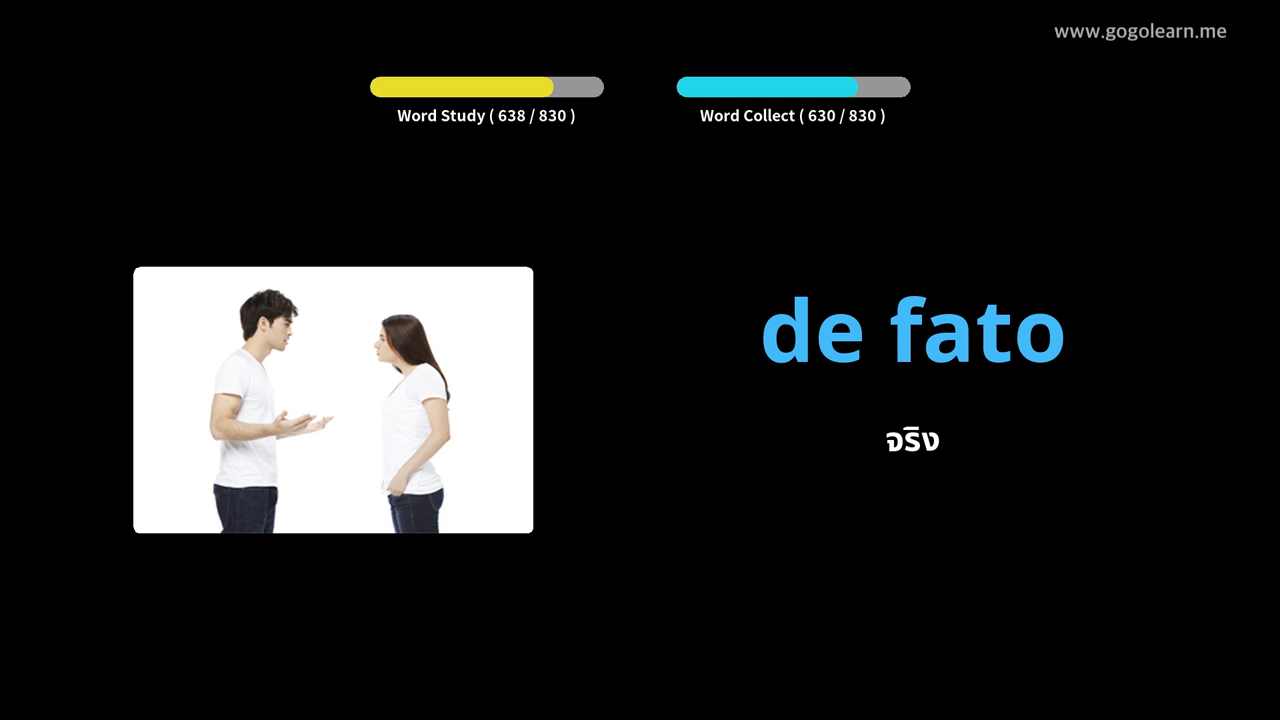 www.gogolearn.me
Word Study ( 638 / 830 )
Word Collect ( 630 / 830 )
de fato
จริง